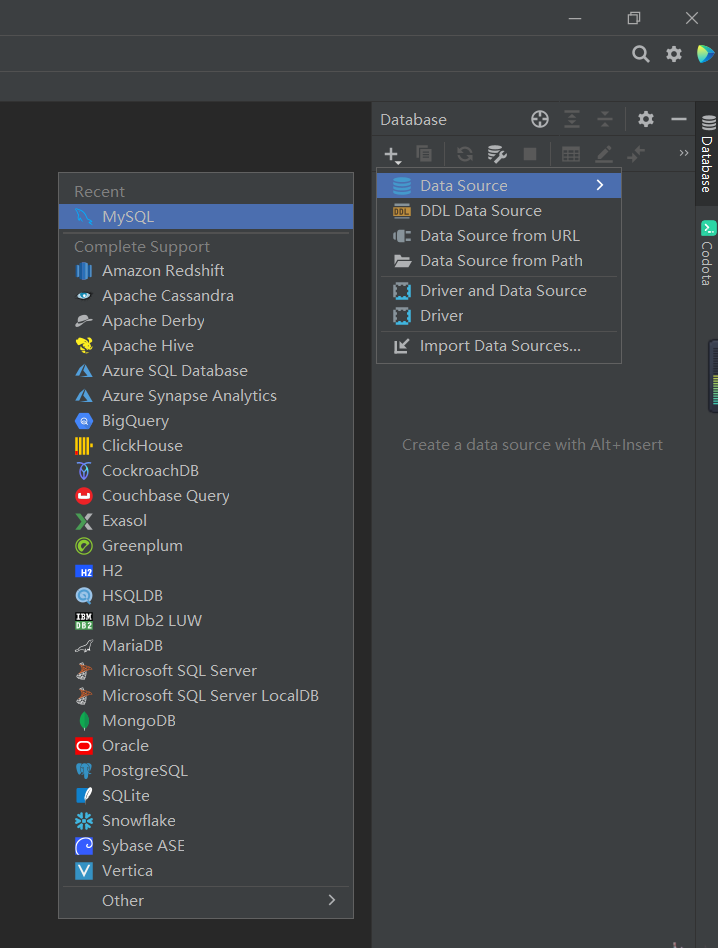 Database
Data Source
DDL Data Source
DDL
Data Source from URL
Data Source from Path
Driver and Data Source
Driver
Import Data Sources...
Create a data source with Alt+Insert
Database
Codota
Recent
MySQL
Complete Support
Amazon Redshift
Apache Cassandra
Apache Derby
Apache Hive
Azure SQL Database
Azure Synapse Analytics
BigQuery
ClickHouse
CockroachDB
Couchbase Query
Exasol
Greenplum
H2 H2
HSQLDB
IBM DB2 IBM Db2 LUW
MariaDB
Microsoft SQL Server
Microsoft SQL Server LocalDB
MongoDB
Oracle
PostgreSQL
SQLite
Snowflake
Sybase ASE
V Vertica
Other